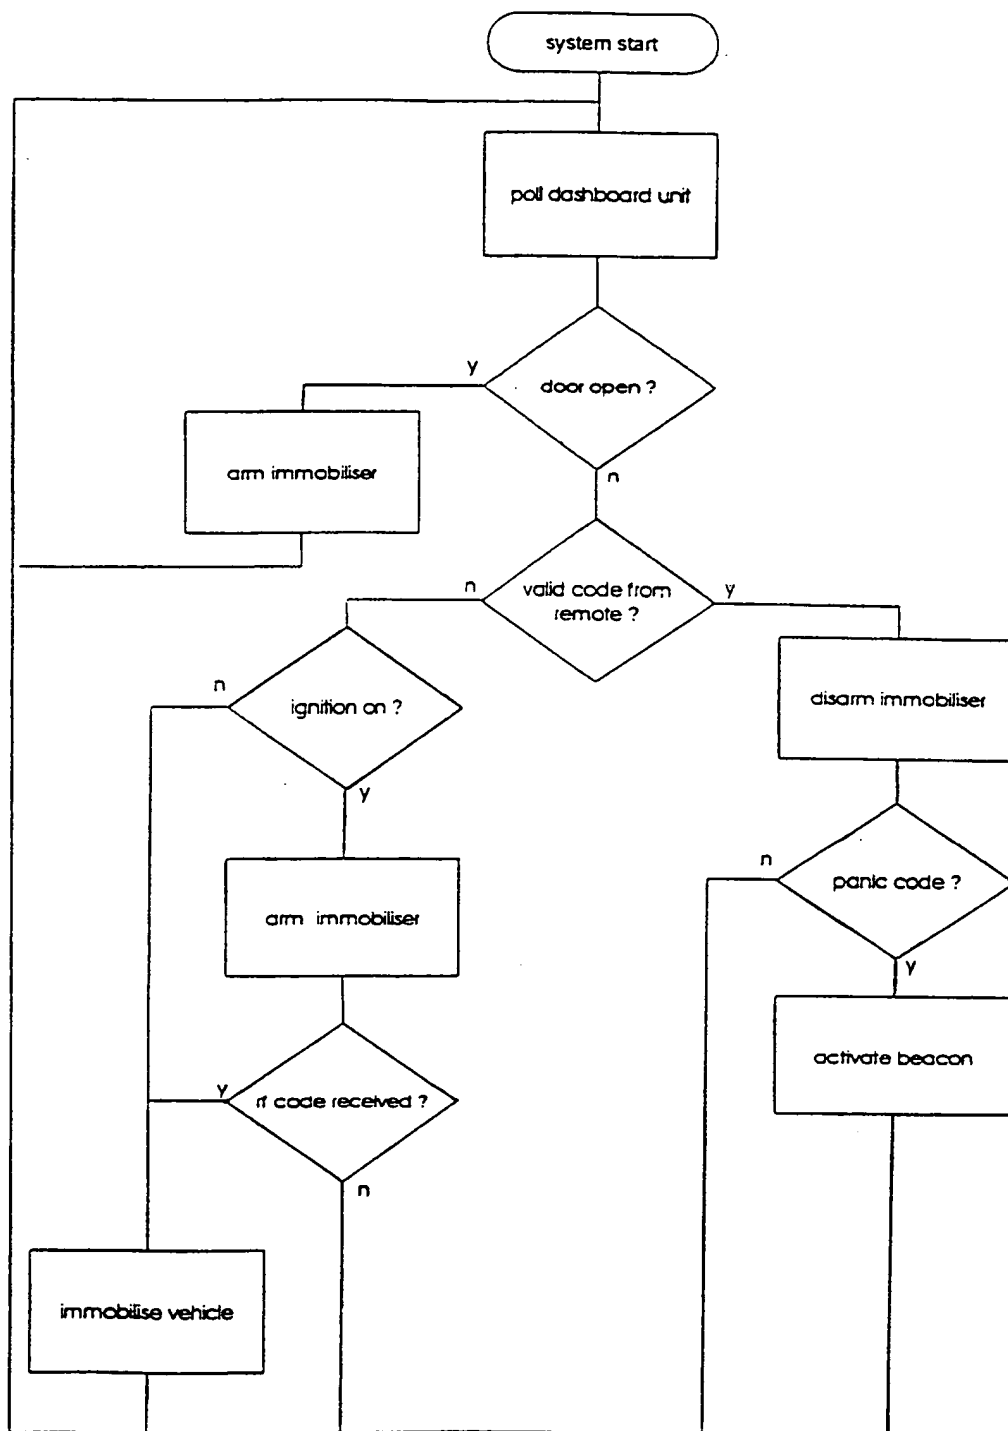 system start
poll dashboard unit
y
door open ?
arm immobiliser
n
n
valid code from
remote ?
y
n
ignition on ?
disarm immobiliser
y
n
panic code ?
arm immobiliser
y
activate beacon
y
rf code received ?
n
immobilise vehicle